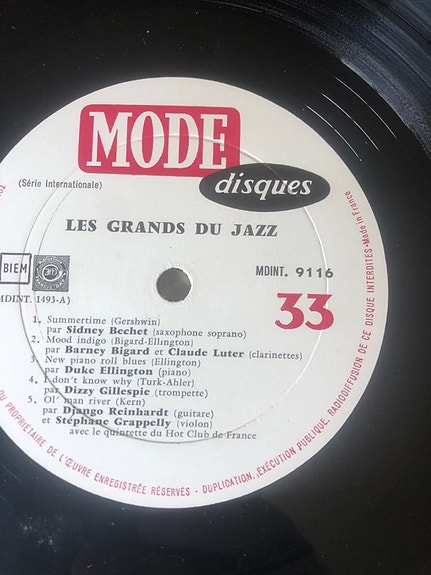 MODE
disques
(Série Internationale)
LES GRANDS DU JAZZ
BIEM
MDINT. 9116
MDINT. 1493-A)
33
1. Summertime (Gershwin)
par Sidney Bechet (saxophone soprano)
2. Mood indigo (Bigard-Ellington)
par Barney Bigard et Claude Luter (clarinettes)
3. New piano roll blues (Ellington)
par Duke Ellington (piano)
4. I don't know why (Turk-Ahler)
par Dizzy Gillespie (trompette)
5. Ol' man river (Kern)
par Django Reinhardt (guitare)
et Stéphane Grappelly (violon)
avec le quintette du Hot Club de France
DU PROPRIÉTAIRE DE L'ŒUVRE ENREGISTRÉE RÉSERVÉS - DUPLICATION, EXÉCUTION PUBLIQUE, RADIODIFFUSION DE CE DISQUE INTERDITES - Made in France